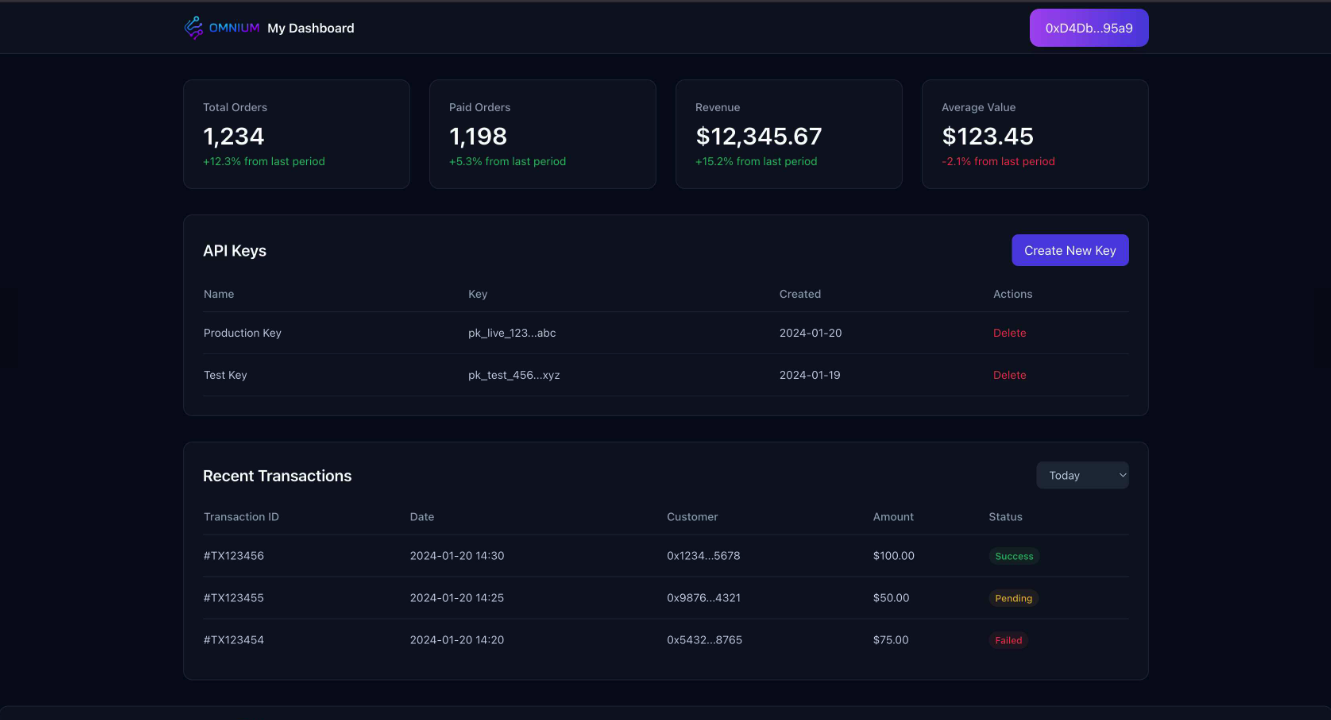 OMNIUM My Dashboard 0xD4Db...95a9
Total Orders
1,234
+12.3% from last period
Paid Orders
1,198
+5.3% from last period
Revenue
$12,345.67
+15.2% from last period
Average Value
$123.45
-2.1% from last period
API Keys Create New Key
Name Key Created Actions
Production Key pk_live_123...abc 2024-01-20 Delete
Test Key pk_test_456...xyz 2024-01-19 Delete
Recent Transactions Today
Transaction ID Date Customer Amount Status
#TX123456 2024-01-20 14:30 0x1234...5678 $100.00 Success
#TX123455 2024-01-20 14:25 0x9876...4321 $50.00 Pending
#TX123454 2024-01-20 14:20 0x5432...8765 $75.00 Failed